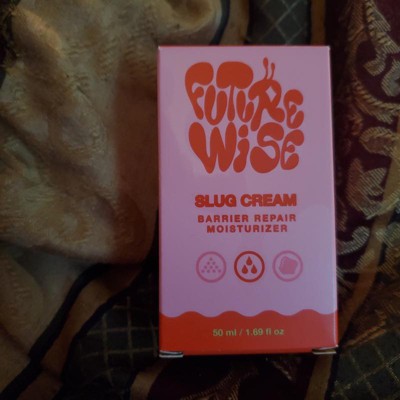 FUTURE
WiSE
SLUG CREAM
BARRIER REPAIR
MOISTURIZER
50 ml / 1.69 fl oz